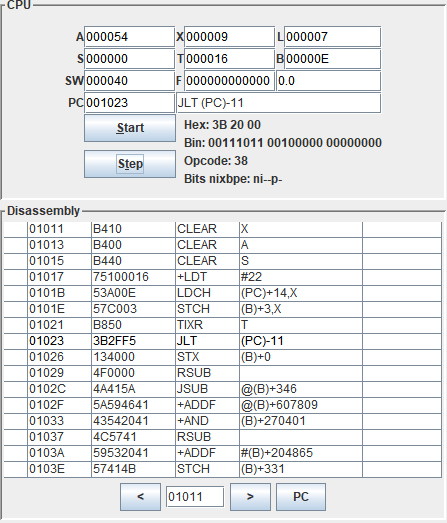 CPU
A 000054 X 000009 L 000007
S 000000 T 000016 B 00000E
SW 000040 F 000000000000 0.0
PC 001023 JLT (PC)-11
Start Hex: 3B 20 00
Bin: 00111011 00100000 00000000
Step Opcode: 38
Bits nixbpe: ni--p-
Disassembly
01011 B410 CLEAR X
01013 B400 CLEAR A
01015 B440 CLEAR S
01017 75100016 +LDT #22
0101B 53A00E LDCH (PC)+14,X
0101E 57C003 STCH (B)+3,X
01021 B850 TIXR T
01023 3B2FF5 JLT (PC)-11
01026 134000 STX (B)+0
01029 4F0000 RSUB
0102C 4A415A JSUB @(B)+346
0102F 5A594641 +ADDF @(B)+607809
01033 43542041 +AND (B)+270401
01037 4C5741 RSUB
0103A 59532041 +ADDF #(B)+204865
0103E 57414B STCH (B)+331
< 01011 > PC